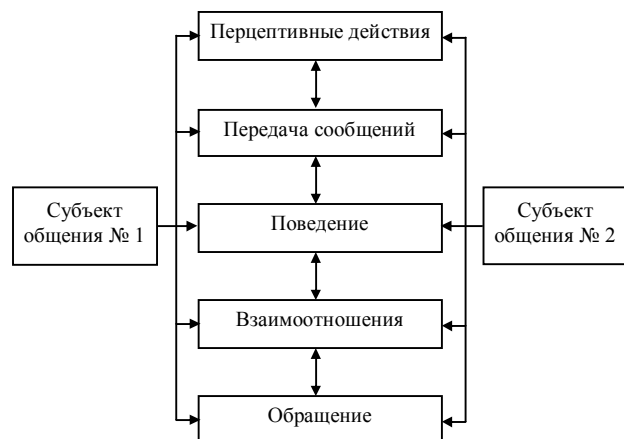 Перцептивные действия
Передача сообщений
Субъект
общения № 1
Поведение
Субъект
общения № 2
Взаимоотношения
Обращение